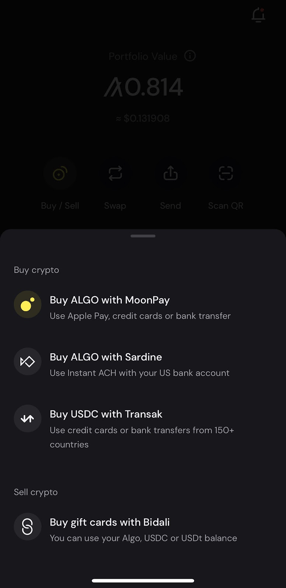 Portfolio Value
0.814
≈ $0.131906
Buy / Sell
Swap
Send
Scan QR
Buy crypto
Buy ALGO with MoonPay
Use Apple Pay, credit cards or bank transfer
Buy ALGO with Sardine
Use Instant ACH with your US bank account
Buy USDC with Transak
Use credit cards or bank transfers from 150+
countries
Sell crypto
Buy gift cards with Bidali
You can use your Algo, USDC or USDt balance